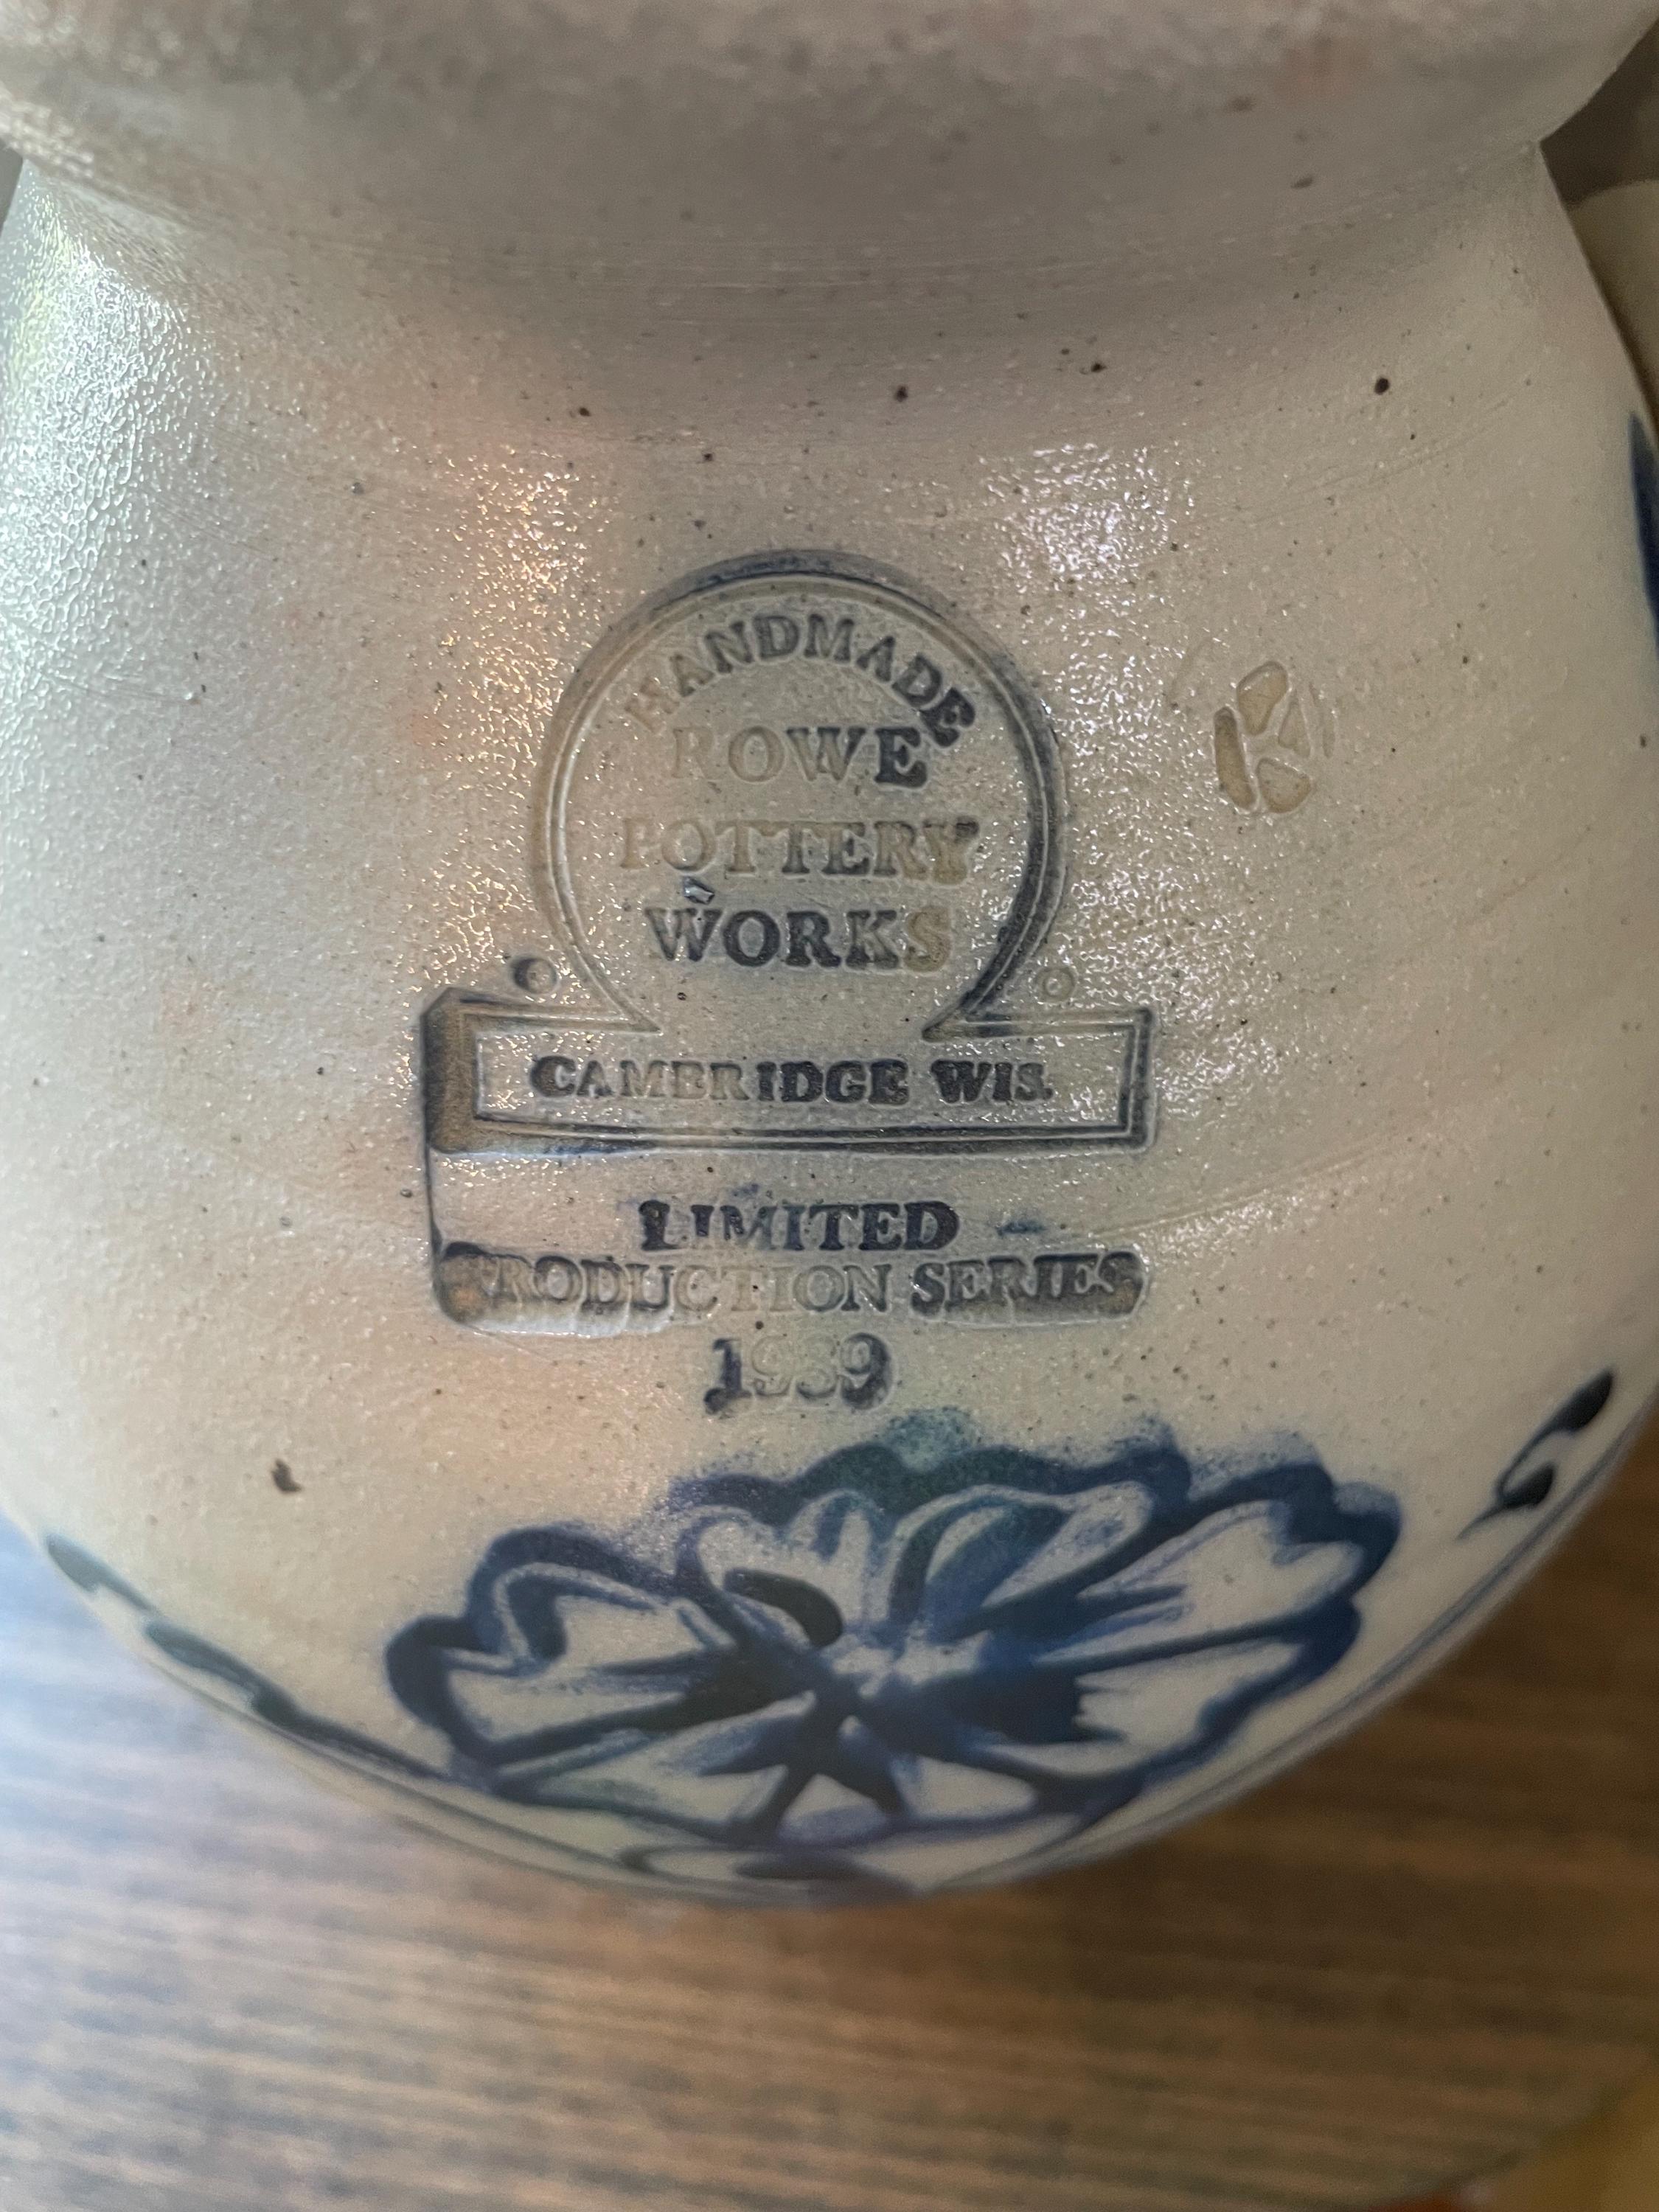 HANDMADE
ROWE
POTTERY
WORKS
CAMBRIDGE WIS.
LIMITED
PRODUCTION SERIES
1989